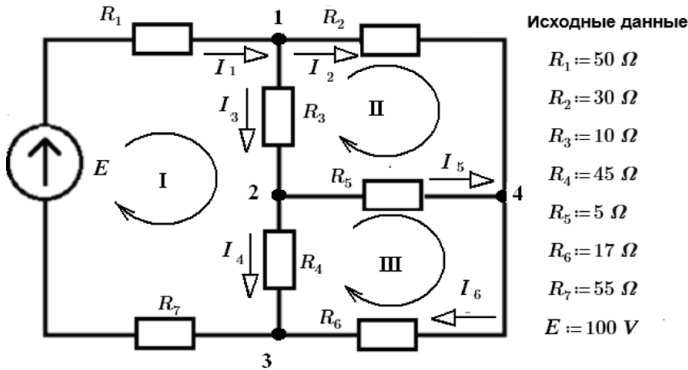 R₁
1
R₂
Исходные данные
I₁
I₂
R₁:=50 Ω
I₃
R₃
II
R₂:=30 Ω
R₃:=10 Ω
E
I
2
R₅
I₅
4
R₄:=45 Ω
R₅:=5 Ω
I₄
R₄
III
R₆:=17 Ω
R₇
R₆
I₆
R₇:=55 Ω
E:=100 V
3